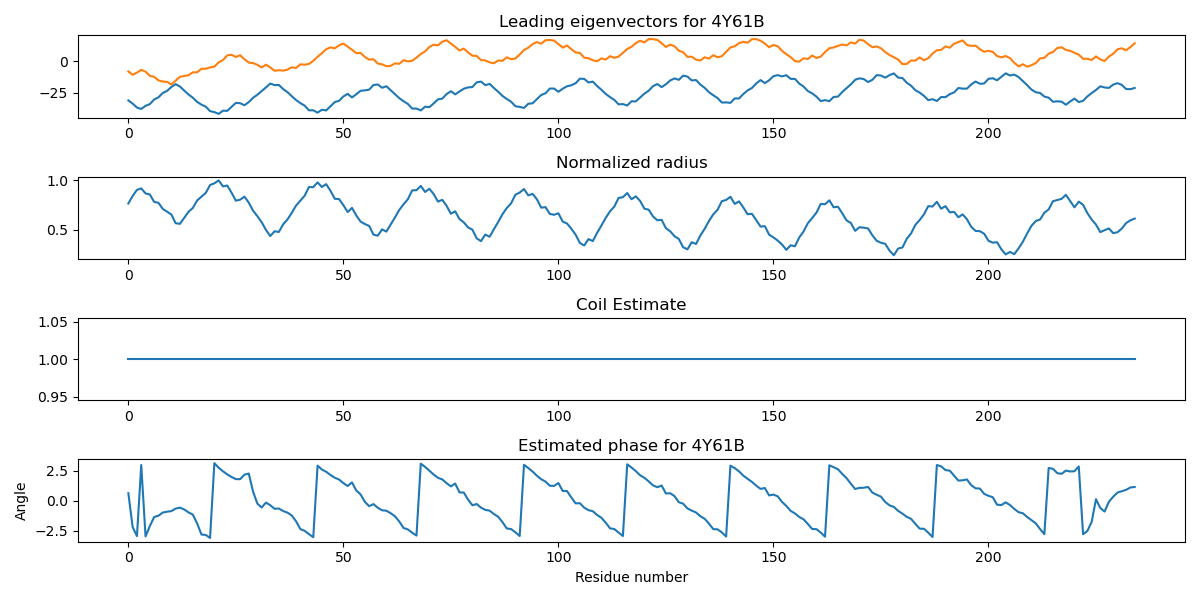 Leading eigenvectors for 4Y61B
0
−25
0 50 100 150 200
Normalized radius
1.0
0.5
0 50 100 150 200
Coil Estimate
1.05
1.00
0.95
0 50 100 150 200
Estimated phase for 4Y61B
Angle
2.5
0.0
−2.5
0 50 100 150 200
Residue number